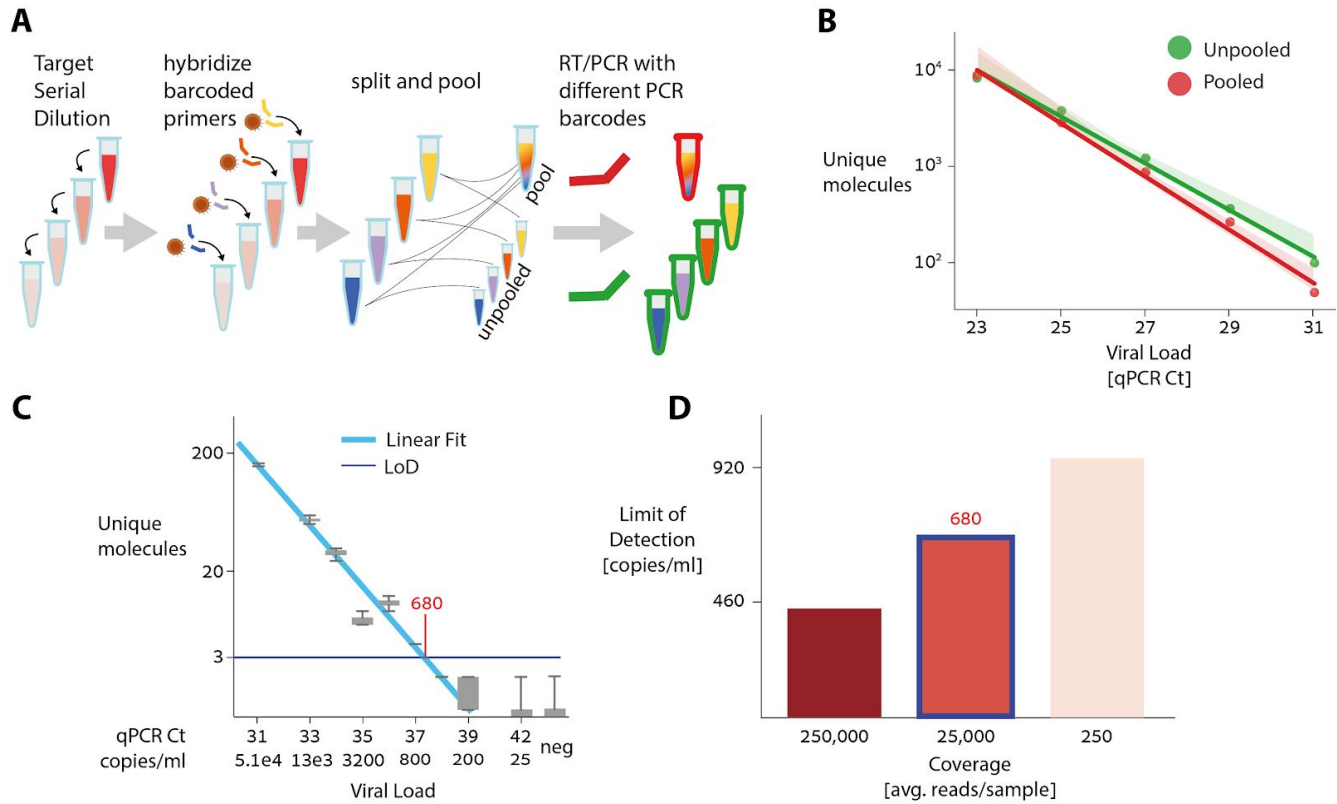 A
Target
Serial
Dilution
hybridize
barcoded
primers
split and pool
RT/PCR with
different PCR
barcodes
pool
unpooled
B
Unpooled
Pooled
Unique
molecules
10⁴
10³
10²
23 25 27 29 31
Viral Load
[qPCR Ct]
C
Linear Fit
LoD
Unique
molecules
200
20
3
680
qPCR Ct 31 33 35 37 39 42 neg
copies/ml 5.1e4 13e3 3200 800 200 25
Viral Load
D
Limit of
Detection
[copies/ml]
920
460
680
250,000 25,000 250
Coverage
[avg. reads/sample]